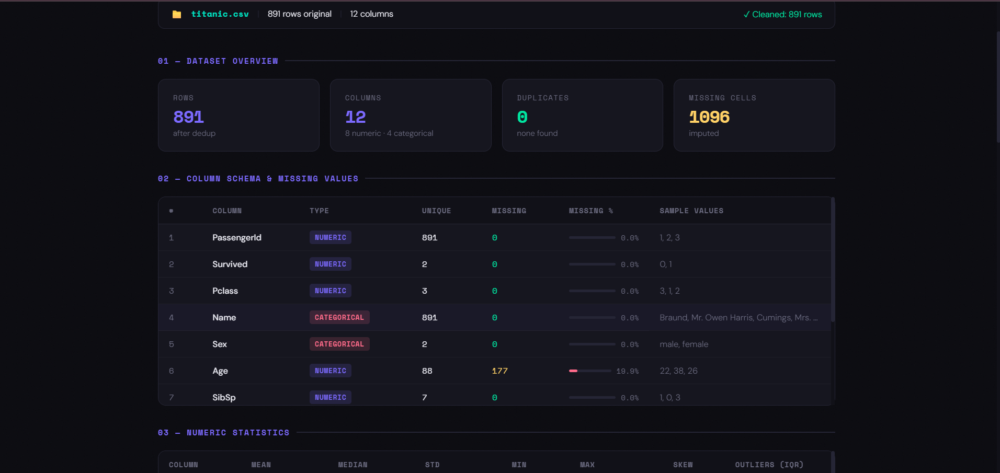 titanic.csv 891 rows original 12 columns ✓ Cleaned: 891 rows
01 — DATASET OVERVIEW
ROWS
891
after dedup
COLUMNS
12
8 numeric · 4 categorical
DUPLICATES
0
none found
MISSING CELLS
1096
imputed
02 — COLUMN SCHEMA & MISSING VALUES
# COLUMN TYPE UNIQUE MISSING MISSING % SAMPLE VALUES
1 PassengerId NUMERIC 891 0 0.0% 1, 2, 3
2 Survived NUMERIC 2 0 0.0% 0, 1
3 Pclass NUMERIC 3 0 0.0% 3, 1, 2
4 Name CATEGORICAL 891 0 0.0% Braund, Mr. Owen Harris, Cumings, Mrs. ...
5 Sex CATEGORICAL 2 0 0.0% male, female
6 Age NUMERIC 88 177 19.9% 22, 38, 26
7 SibSp NUMERIC 7 0 0.0% 1, 0, 3
03 — NUMERIC STATISTICS
COLUMN MEAN MEDIAN STD MIN MAX SKEW OUTLIERS (IQR)